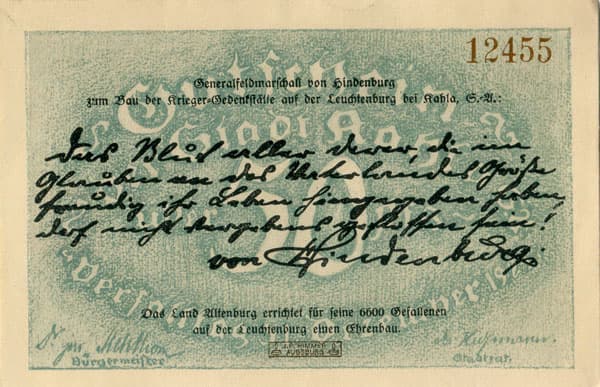 12455
Generalfeldmarschall von Hindenburg
zum Bau der Krieger-Gedenkstätte auf der Leuchtenburg bei Kahla, S.-A.:
Das Blut aller derer, die im
Glauben an des Vaterlandes Größe
freudig ihr Leben hingegeben haben,
darf nicht vergebens geflossen sein!
von Hindenburg.
Das Land Altenburg errichtet für seine 6600 Gefallenen
auf der Leuchtenburg einen Ehrenbau.
Bürgermeister
Stadtrat.
J.P. HIMMER
AUGSBURG